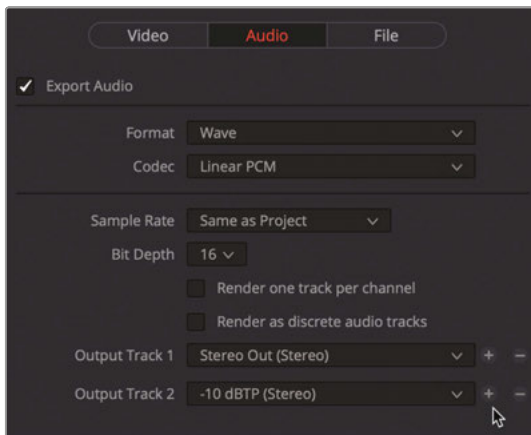 Video Audio File
Export Audio
Format Wave
Codec Linear PCM
Sample Rate Same as Project
Bit Depth 16
Render one track per channel
Render as discrete audio tracks
Output Track 1 Stereo Out (Stereo) + −
Output Track 2 -10 dBTP (Stereo) + −